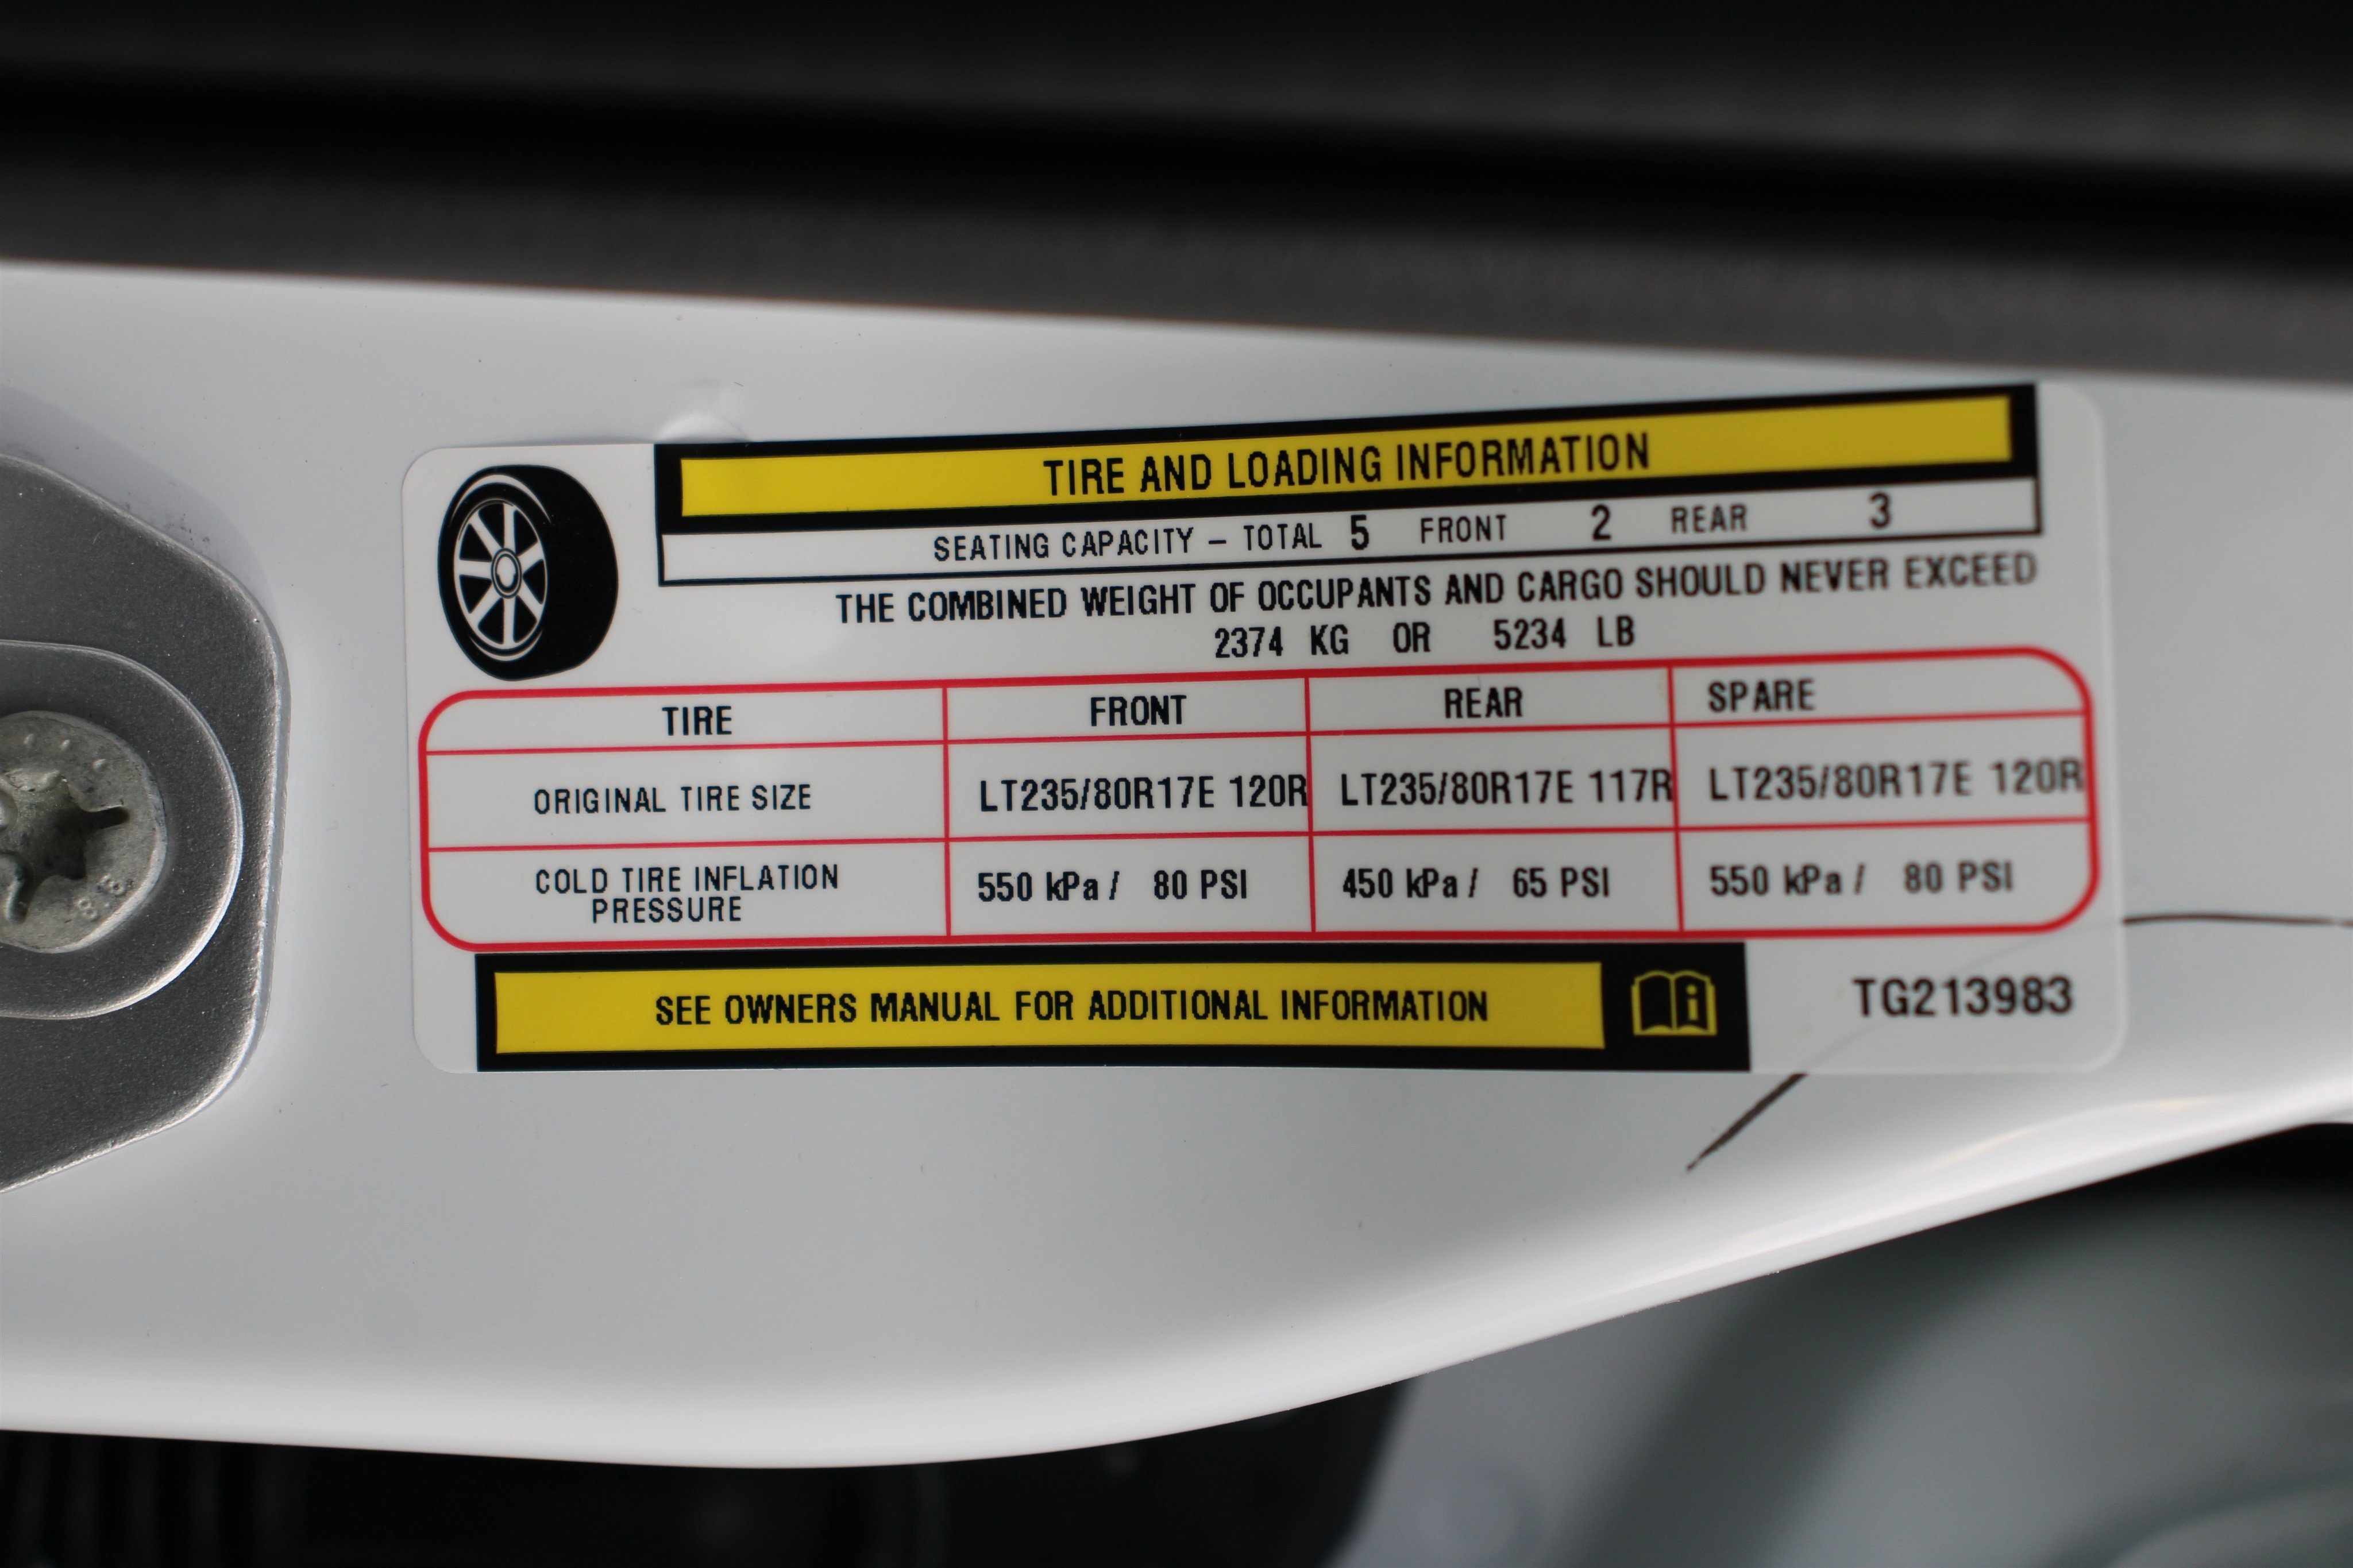 TIRE AND LOADING INFORMATION
SEATING CAPACITY – TOTAL 5 FRONT 2 REAR 3
THE COMBINED WEIGHT OF OCCUPANTS AND CARGO SHOULD NEVER EXCEED
2374 KG OR 5234 LB
TIRE FRONT REAR SPARE
ORIGINAL TIRE SIZE LT235/80R17E 120R LT235/80R17E 117R LT235/80R17E 120R
COLD TIRE INFLATION
PRESSURE 550 kPa / 80 PSI 450 kPa / 65 PSI 550 kPa / 80 PSI
SEE OWNERS MANUAL FOR ADDITIONAL INFORMATION
TG213983
8.8